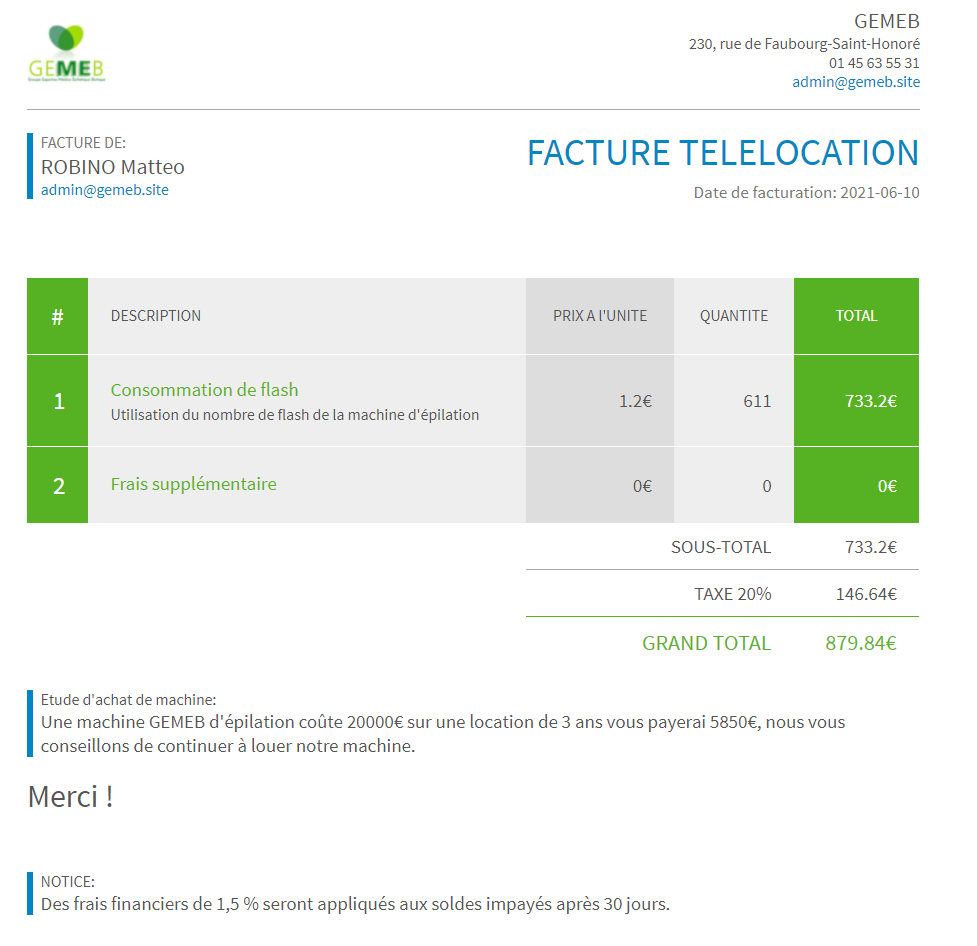 GEMEB
GEMEB
230, rue de Faubourg-Saint-Honoré
01 45 63 55 31
admin@gemeb.site
FACTURE DE:
ROBINO Matteo
admin@gemeb.site
FACTURE TELELOCATION
Date de facturation: 2021-06-10
# DESCRIPTION PRIX A l'UNITE QUANTITE TOTAL
1 Consommation de flash 1.2€ 611 733.2€
Utilisation du nombre de flash de la machine d'épilation
2 Frais supplémentaire 0€ 0 0€
SOUS-TOTAL 733.2€
TAXE 20% 146.64€
GRAND TOTAL 879.84€
Etude d'achat de machine:
Une machine GEMEB d'épilation coûte 20000€ sur une location de 3 ans vous payerai 5850€, nous vous
conseillons de continuer à louer notre machine.
Merci !
NOTICE:
Des frais financiers de 1,5 % seront appliqués aux soldes impayés après 30 jours.